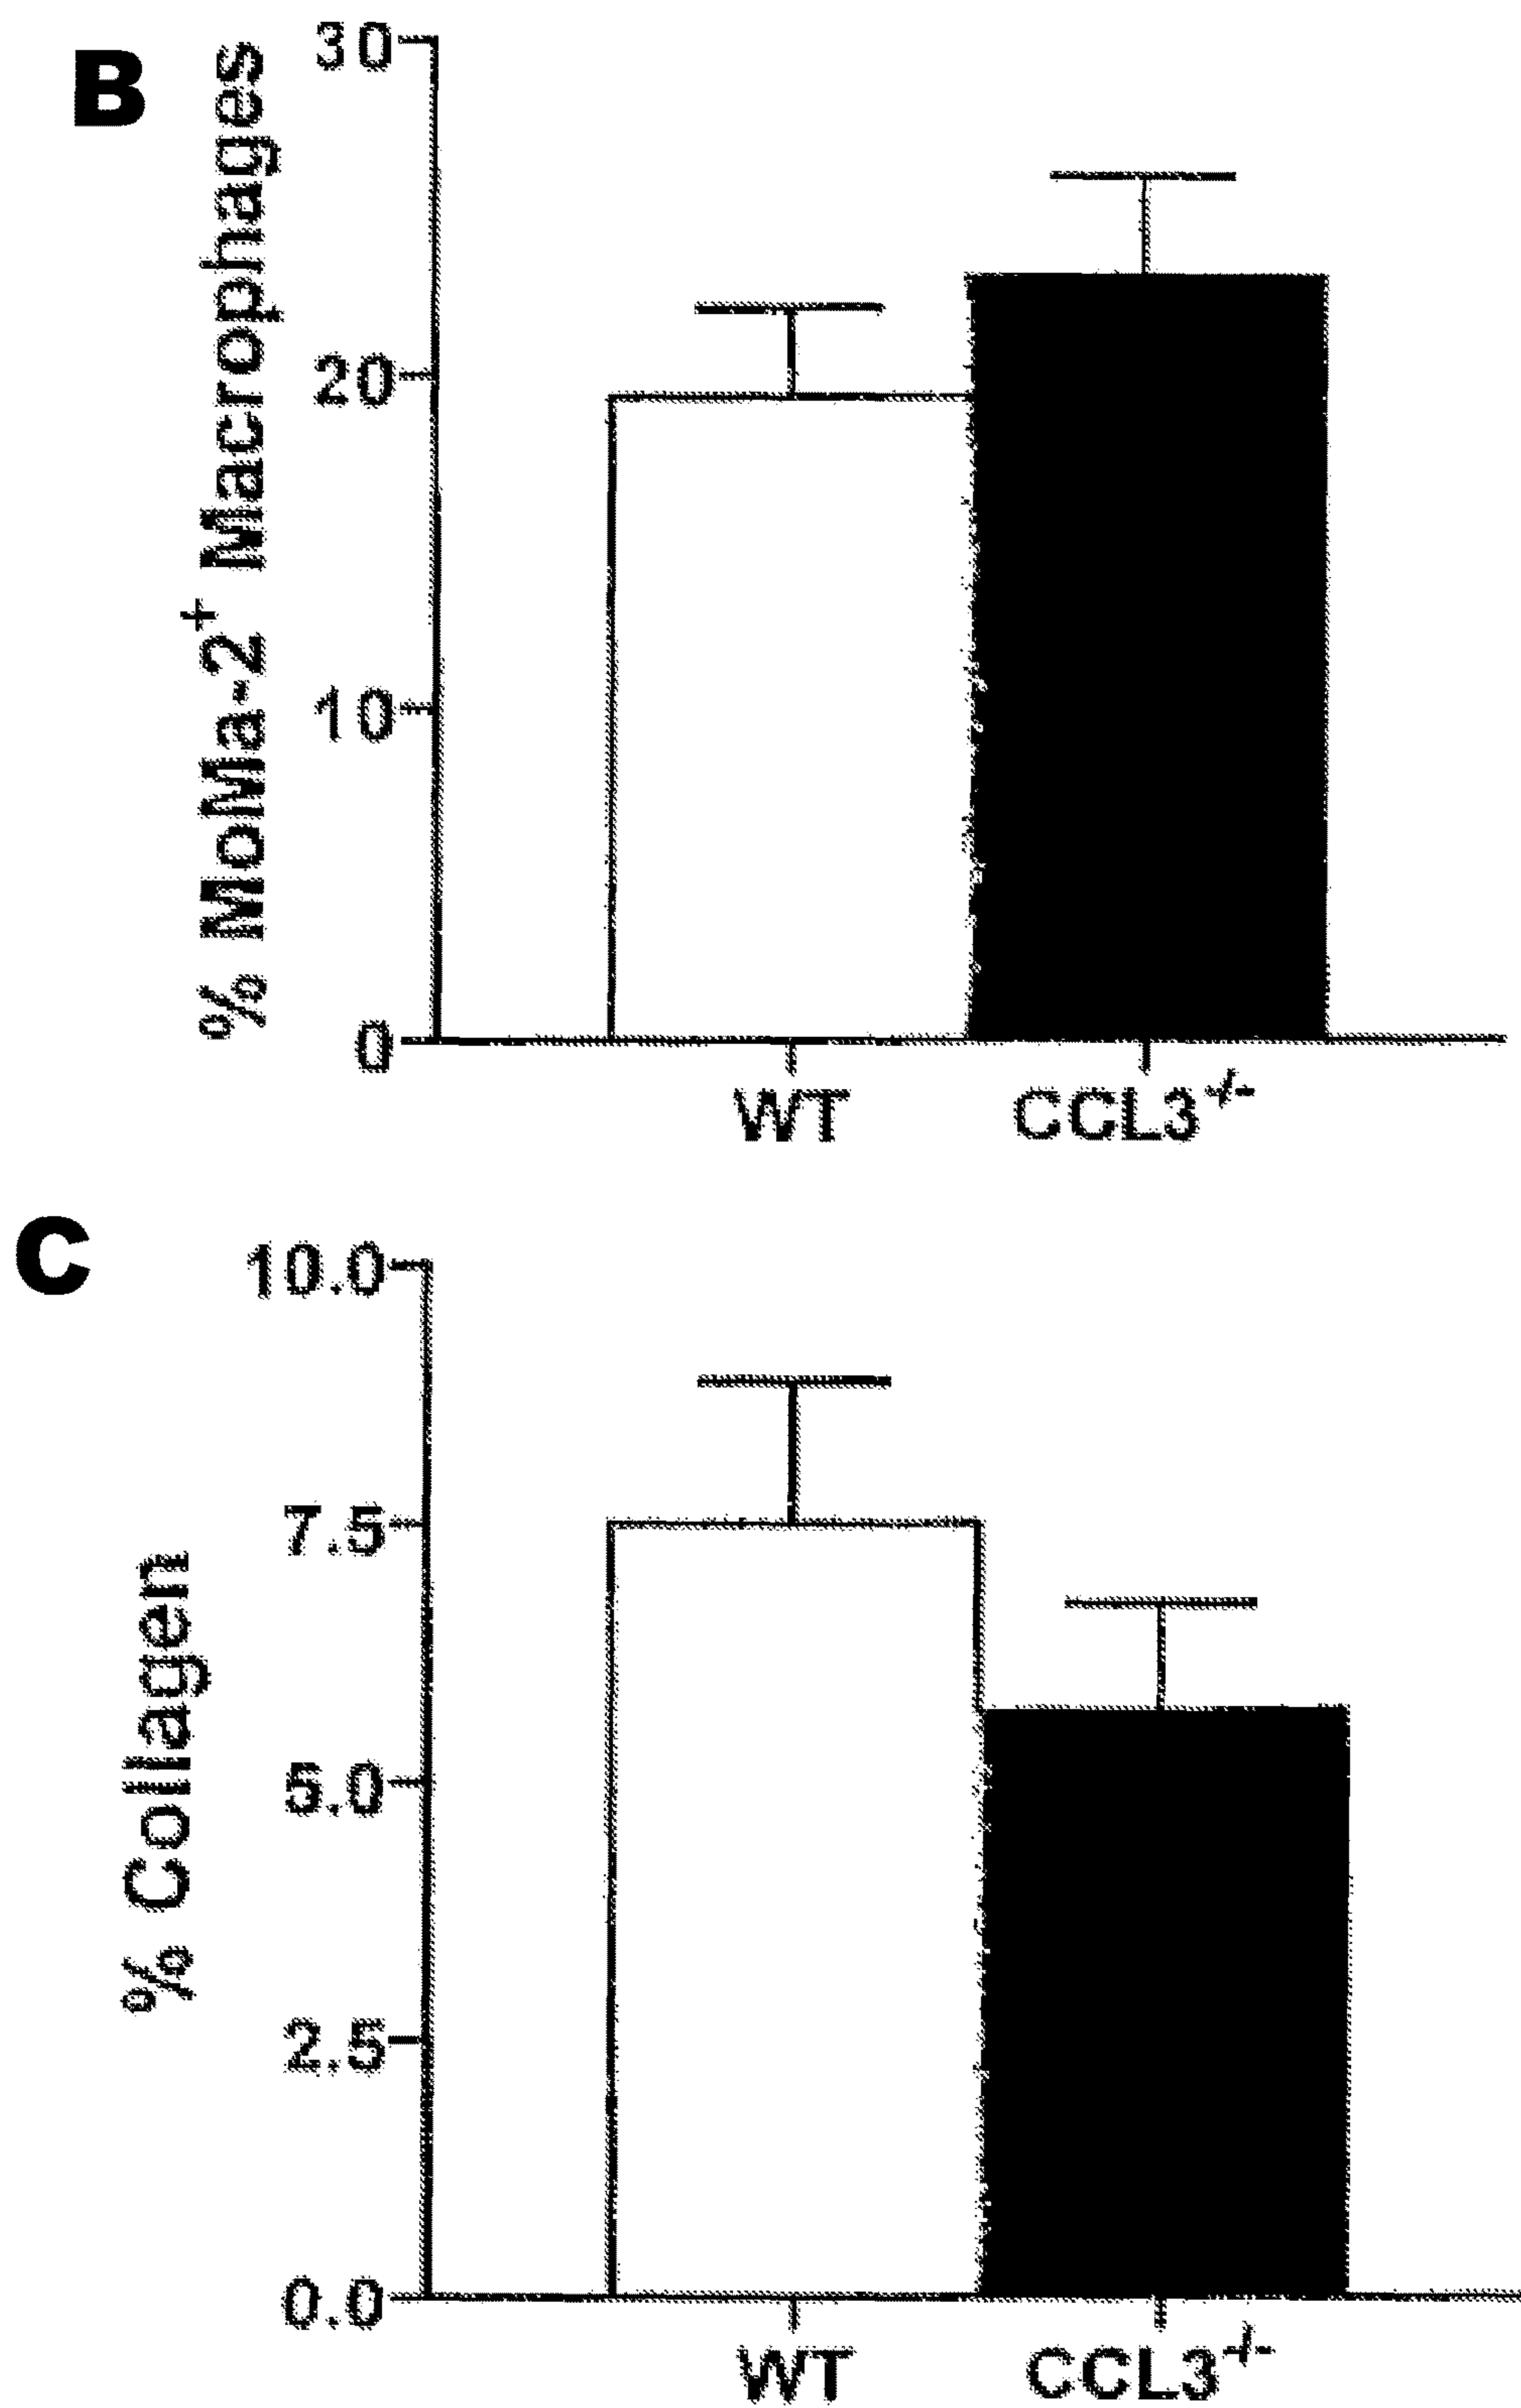 B
% MoMa-2⁺ Macrophages
30
20
10
0
WT CCL3⁻/⁻
C
% Collagen
10.0
7.5
5.0
2.5
0.0
WT CCL3⁻/⁻